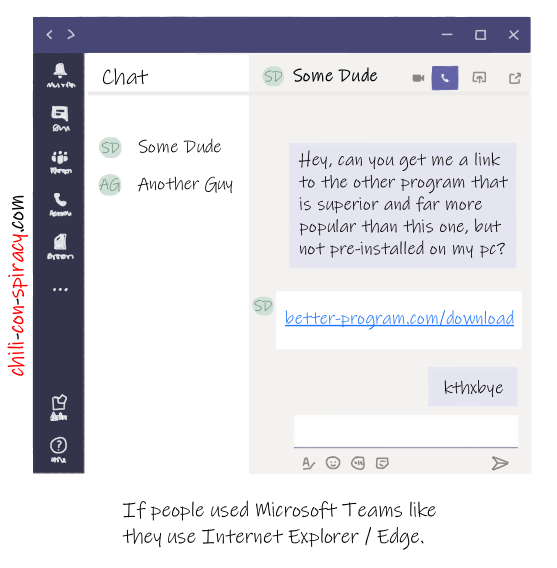 Chat
SD Some Dude
SD Some Dude
AG Another Guy
Hey, can you get me a link
to the other program that
is superior and far more
popular than this one, but
not pre-installed on my pc?
SD
better-program.com/download
kthxbye
chili-con-spiracy.com
If people used Microsoft Teams like
they use Internet Explorer / Edge.